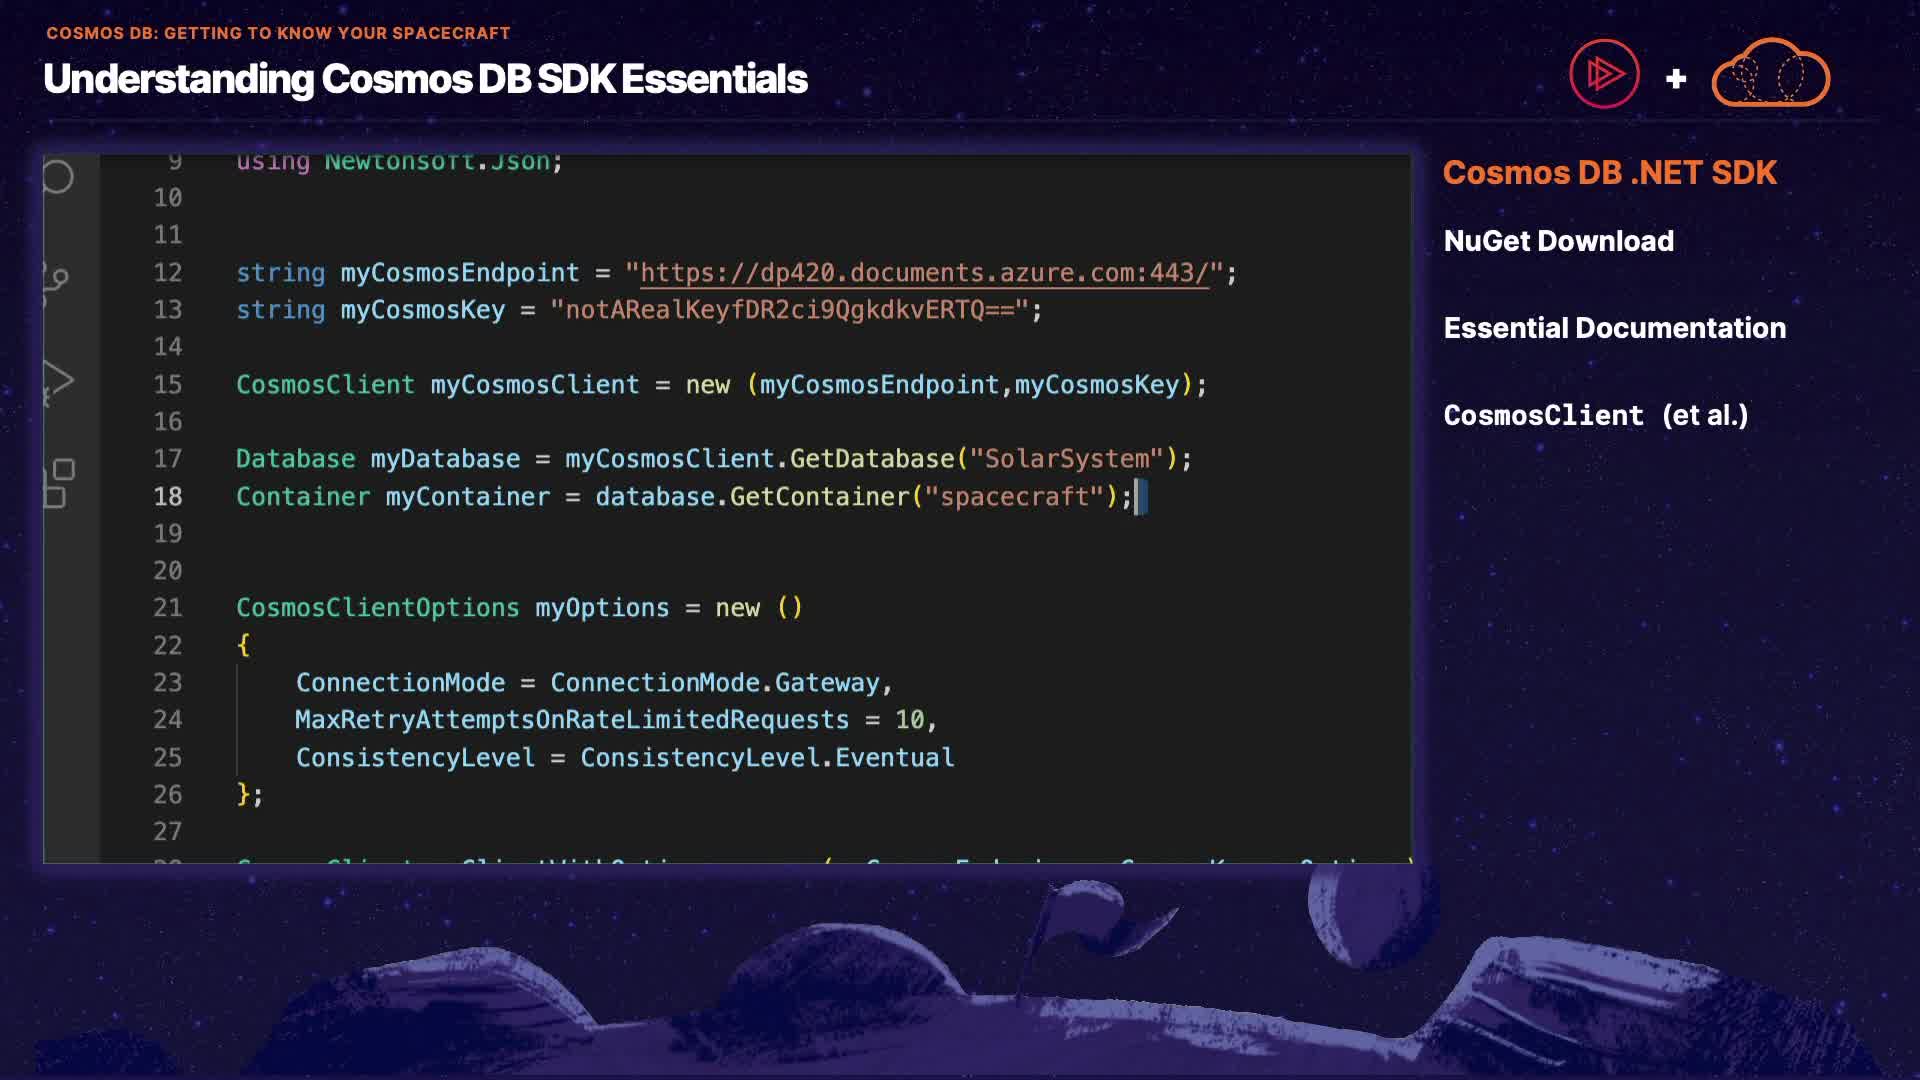 COSMOS DB: GETTING TO KNOW YOUR SPACECRAFT
Understanding Cosmos DB SDK Essentials
+
9 using Newtonsoft.Json;
10
11
12 string myCosmosEndpoint = "https://dp420.documents.azure.com:443/";
13 string myCosmosKey = "notARealKeyfDR2ci9QgkdkvERTQ==";
14
15 CosmosClient myCosmosClient = new (myCosmosEndpoint,myCosmosKey);
16
17 Database myDatabase = myCosmosClient.GetDatabase("SolarSystem");
18 Container myContainer = database.GetContainer("spacecraft");
19
20
21 CosmosClientOptions myOptions = new ()
22 {
23 ConnectionMode = ConnectionMode.Gateway,
24 MaxRetryAttemptsOnRateLimitedRequests = 10,
25 ConsistencyLevel = ConsistencyLevel.Eventual
26 };
27
Cosmos DB .NET SDK
NuGet Download
Essential Documentation
CosmosClient (et al.)